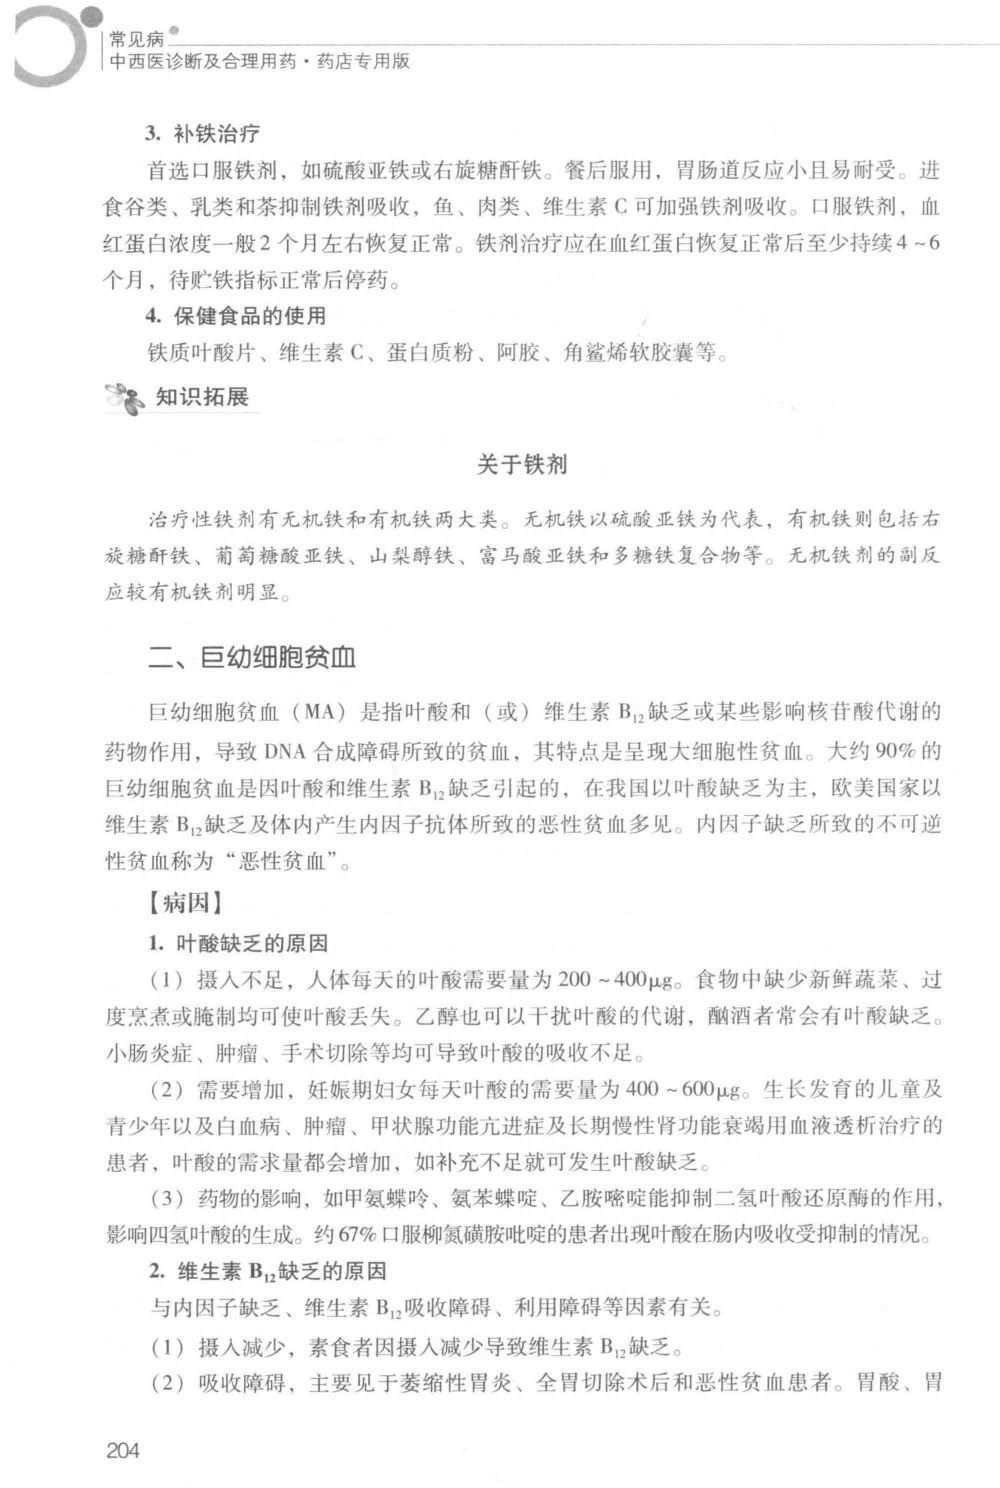 常见病
中西医诊断及合理用药·药店专用版
3. 补铁治疗
首选口服铁剂，如硫酸亚铁或右旋糖酐铁。餐后服用，胃肠道反应小且易耐受。进
食谷类、乳类和茶抑制铁剂吸收，鱼、肉类、维生素 C 可加强铁剂吸收。口服铁剂，血
红蛋白浓度一般 2 个月左右恢复正常。铁剂治疗应在血红蛋白恢复正常后至少持续 4 ~ 6
个月，待贮铁指标正常后停药。
4. 保健食品的使用
铁质叶酸片、维生素 C、蛋白质粉、阿胶、角鲨烯软胶囊等。
知识拓展
关于铁剂
治疗性铁剂有无机铁和有机铁两大类。无机铁以硫酸亚铁为代表，有机铁则包括右
旋糖酐铁、葡萄糖酸亚铁、山梨醇铁、富马酸亚铁和多糖铁复合物等。无机铁剂的副反
应较有机铁剂明显。
二、巨幼细胞贫血
巨幼细胞贫血（MA）是指叶酸和（或）维生素 B₁₂缺乏或某些影响核苷酸代谢的
药物作用，导致 DNA 合成障碍所致的贫血，其特点是呈现大细胞性贫血。大约 90% 的
巨幼细胞贫血是因叶酸和维生素 B₁₂缺乏引起的，在我国以叶酸缺乏为主，欧美国家以
维生素 B₁₂缺乏及体内产生内因子抗体所致的恶性贫血多见。内因子缺乏所致的不可逆
性贫血称为“恶性贫血”。
【病因】
1. 叶酸缺乏的原因
（1）摄入不足，人体每天的叶酸需要量为 200 ~ 400μg。食物中缺少新鲜蔬菜、过
度烹煮或腌制均可使叶酸丢失。乙醇也可以干扰叶酸的代谢，酗酒者常会有叶酸缺乏。
小肠炎症、肿瘤、手术切除等均可导致叶酸的吸收不足。
（2）需要增加，妊娠期妇女每天叶酸的需要量为 400 ~ 600μg。生长发育的儿童及
青少年以及白血病、肿瘤、甲状腺功能亢进症及长期慢性肾功能衰竭用血液透析治疗的
患者，叶酸的需求量都会增加，如补充不足就可发生叶酸缺乏。
（3）药物的影响，如甲氨蝶呤、氨苯蝶啶、乙胺嘧啶能抑制二氢叶酸还原酶的作用，
影响四氢叶酸的生成。约 67% 口服柳氮磺胺吡啶的患者出现叶酸在肠内吸收受抑制的情况。
2. 维生素 B₁₂缺乏的原因
与内因子缺乏、维生素 B₁₂吸收障碍、利用障碍等因素有关。
（1）摄入减少，素食者因摄入减少导致维生素 B₁₂缺乏。
（2）吸收障碍，主要见于萎缩性胃炎、全胃切除术后和恶性贫血患者。胃酸、胃
204